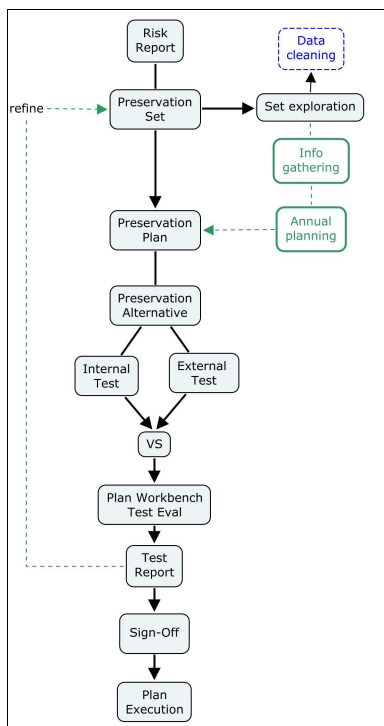 Risk
Report
Data
cleaning
refine
Preservation
Set
Set exploration
Info
gathering
Annual
planning
Preservation
Plan
Preservation
Alternative
Internal
Test
External
Test
VS
Plan Workbench
Test Eval
Test
Report
Sign-Off
Plan
Execution